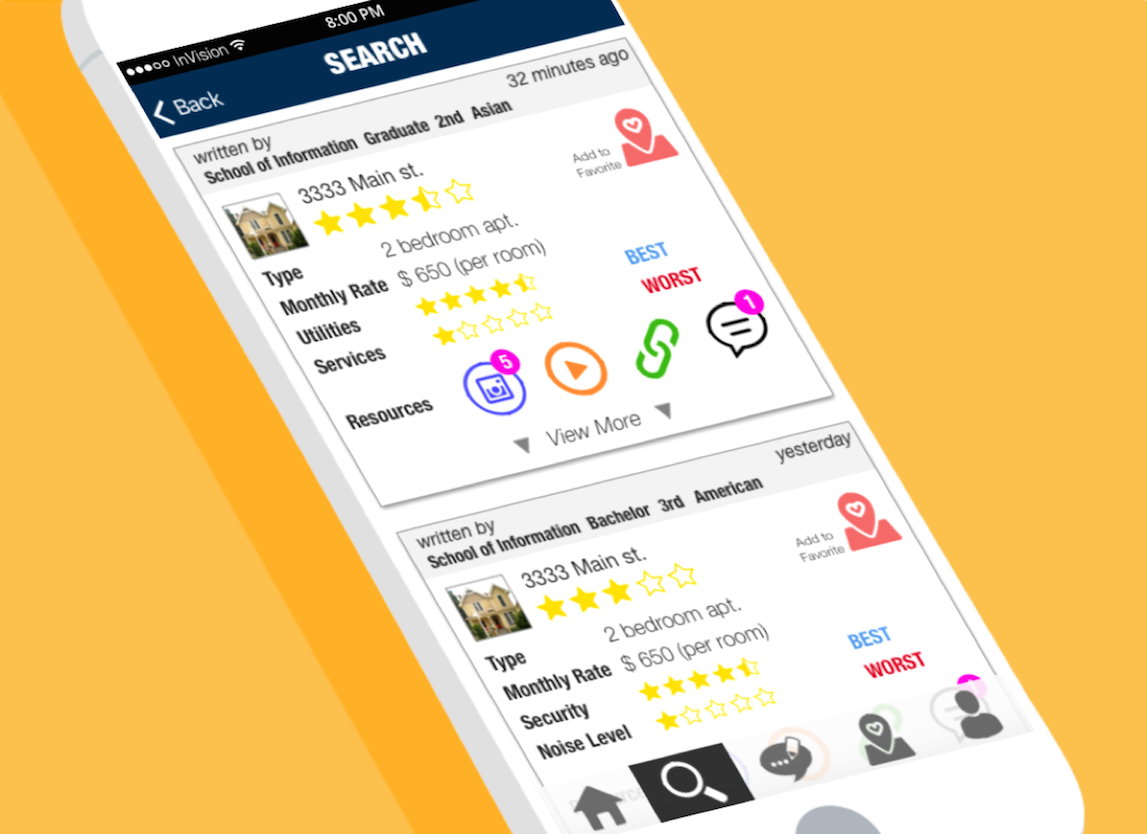 InVision 8:00 PM
Back SEARCH
written by 32 minutes ago
School of Information Graduate 2nd Asian
3333 Main st.
Add to
Favorite
Type 2 bedroom apt.
Monthly Rate $ 650 (per room)
Utilities BEST
Services WORST
Resources 5 1
View More
written by yesterday
School of Information Bachelor 3rd American
3333 Main st.
Add to
Favorite
Type 2 bedroom apt.
Monthly Rate $ 650 (per room)
Security BEST
Noise Level WORST